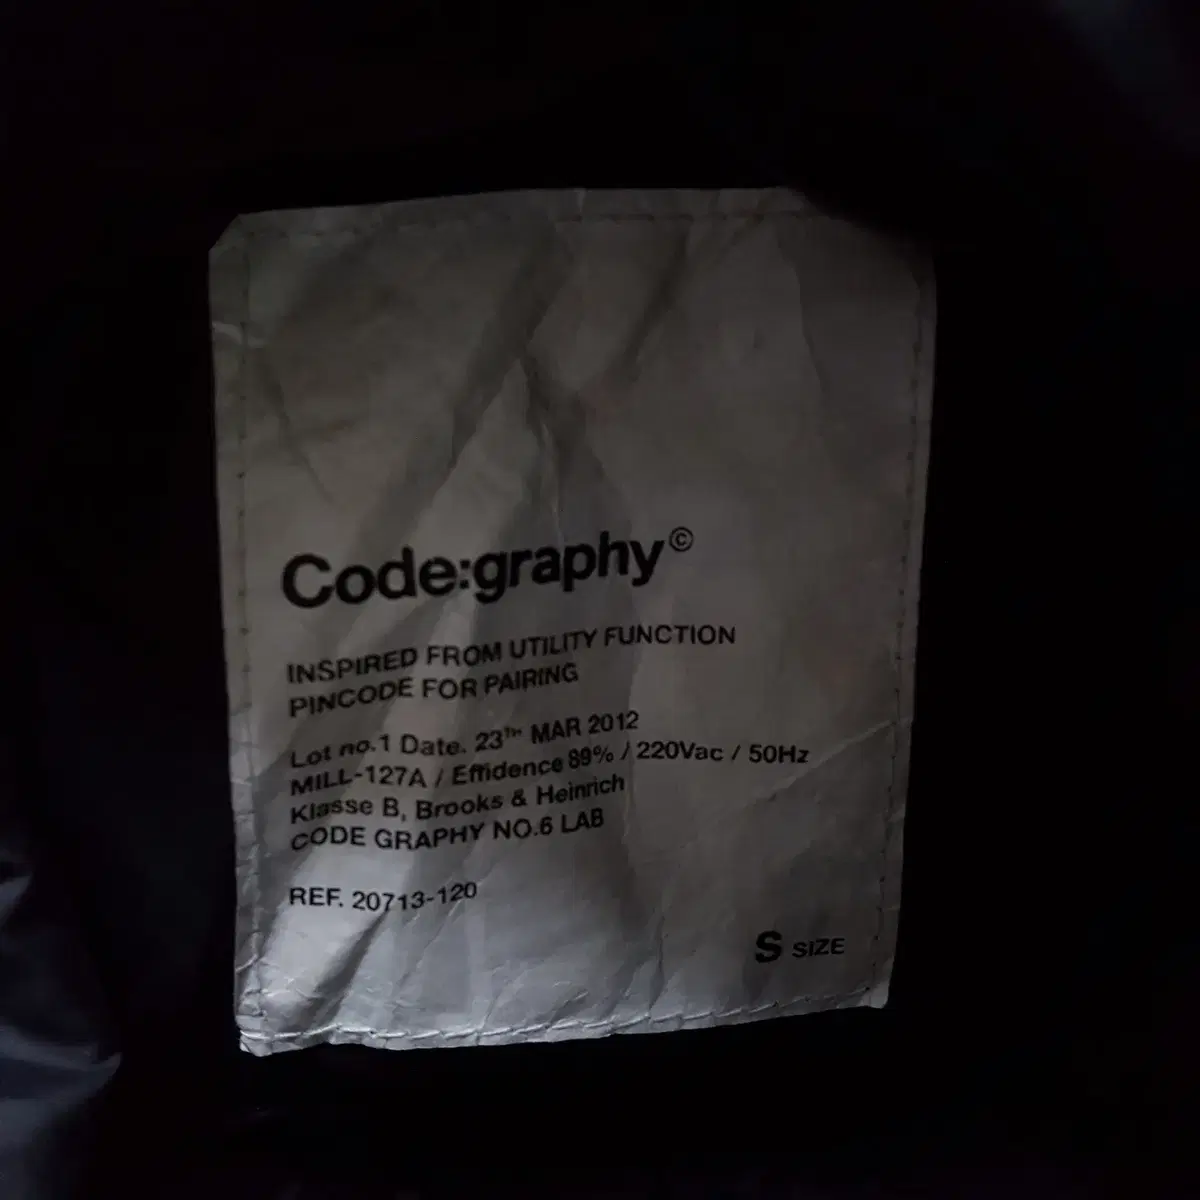 Code:graphy©
INSPIRED FROM UTILITY FUNCTION
PINCODE FOR PAIRING
Lot no.1 Date. 23TH MAR 2012
MILL-127A / Effidence 89% / 220Vac / 50Hz
Klasse B, Brooks & Heinrich
CODE GRAPHY NO.6 LAB
REF. 20713-120
S SIZE